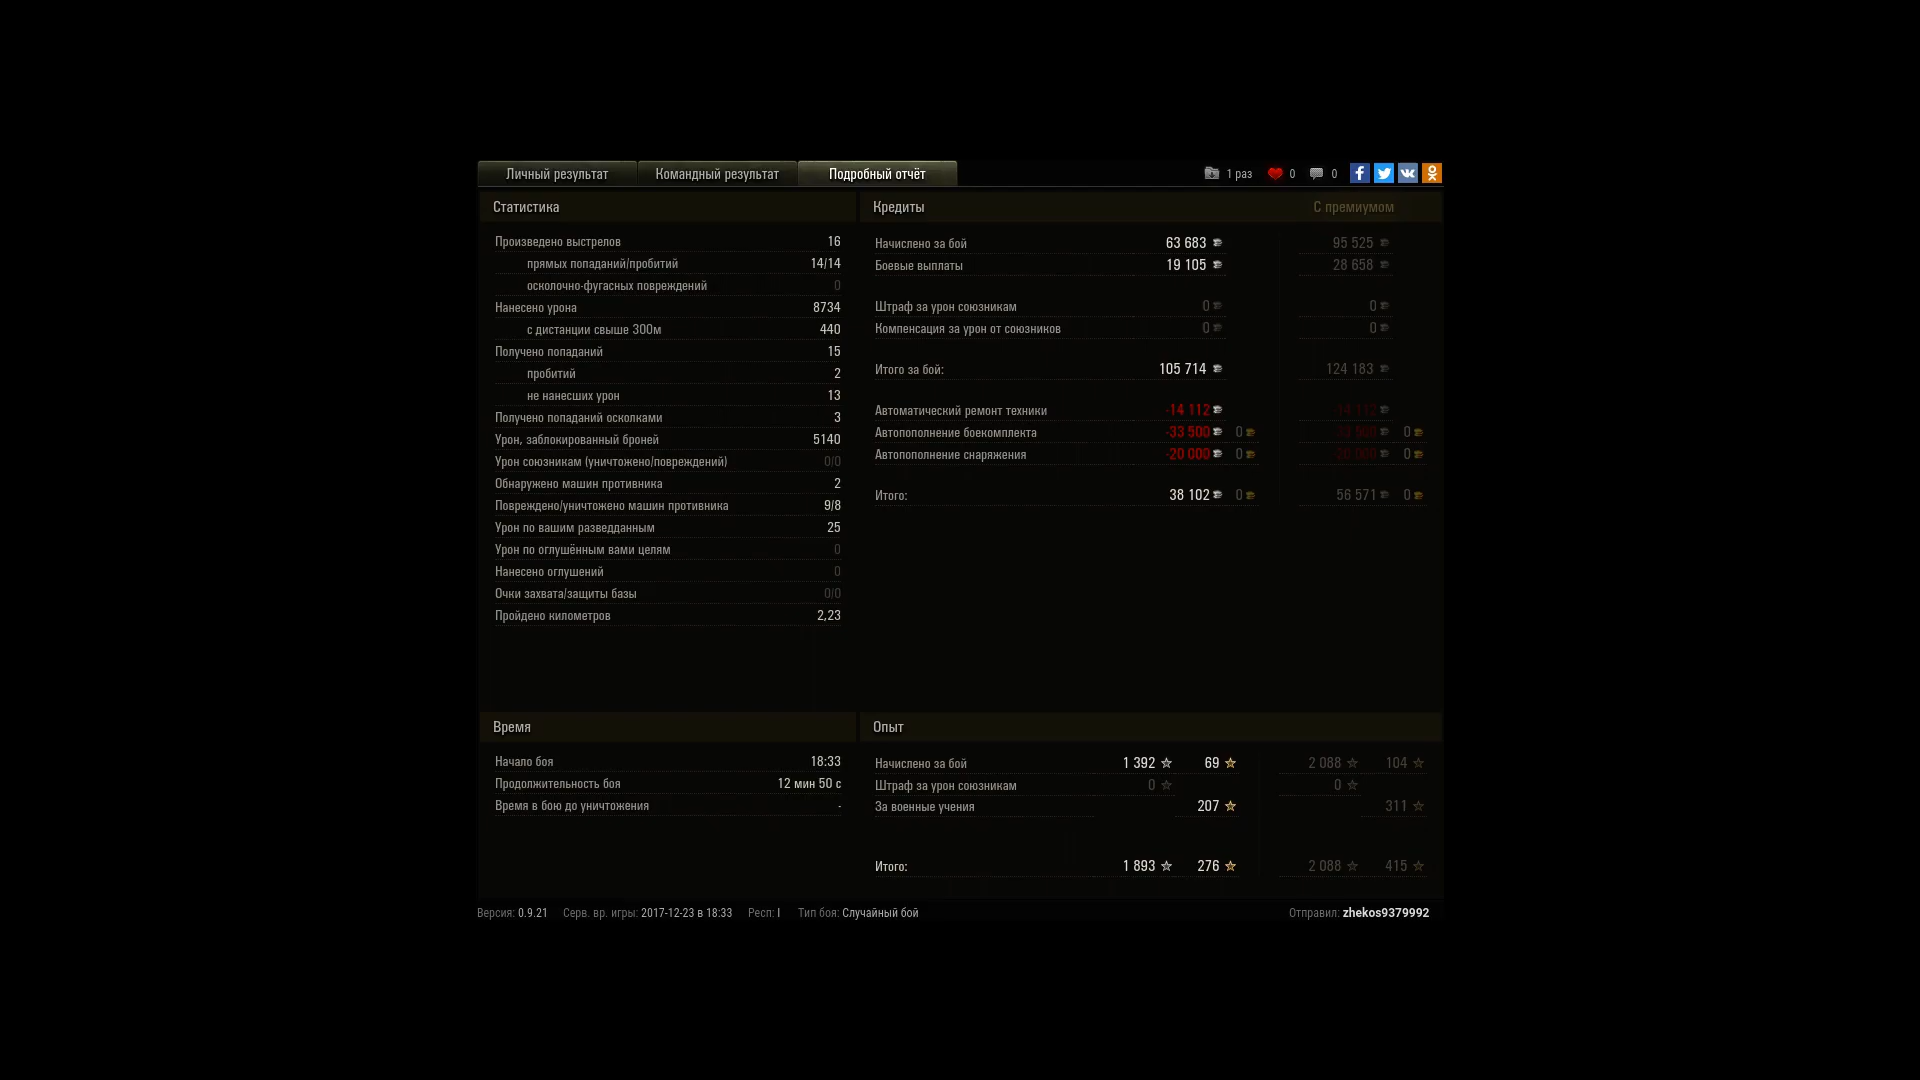 Личный результат Командный результат Подробный отчёт 1 раз 0 0
Статистика
Произведено выстрелов 16
прямых попаданий/пробитий 14/14
осколочно-фугасных повреждений 0
Нанесено урона 8734
с дистанции свыше 300м 440
Получено попаданий 15
пробитий 2
не нанесших урон 13
Получено попаданий осколками 3
Урон, заблокированный броней 5140
Урон союзникам (уничтожено/повреждений) 0/0
Обнаружено машин противника 2
Повреждено/уничтожено машин противника 9/8
Урон по вашим разведданным 25
Урон по оглушённым вами целям 0
Нанесено оглушений 0
Очки захвата/защиты базы 0/0
Пройдено километров 2,23
Кредиты С премиумом
Начислено за бой 63 683 95 525
Боевые выплаты 19 105 28 658
Штраф за урон союзникам 0 0
Компенсация за урон от союзников 0 0
Итого за бой: 105 714 124 183
Автоматический ремонт техники -14 112 -14 112
Автопополнение боекомплекта -33 500 0 -33 500 0
Автопополнение снаряжения -20 000 0 -20 000 0
Итого: 38 102 0 56 571 0
Время
Начало боя 18:33
Продолжительность боя 12 мин 50 с
Время в бою до уничтожения -
Опыт
Начислено за бой 1 392 69 2 088 104
Штраф за урон союзникам 0 0
За военные учения 207 311
Итого: 1 893 276 2 088 415
Версия: 0.9.21 Серв. вр. игры: 2017-12-23 в 18:33 Респ: I Тип боя: Случайный бой Отправил: zhekos9379992